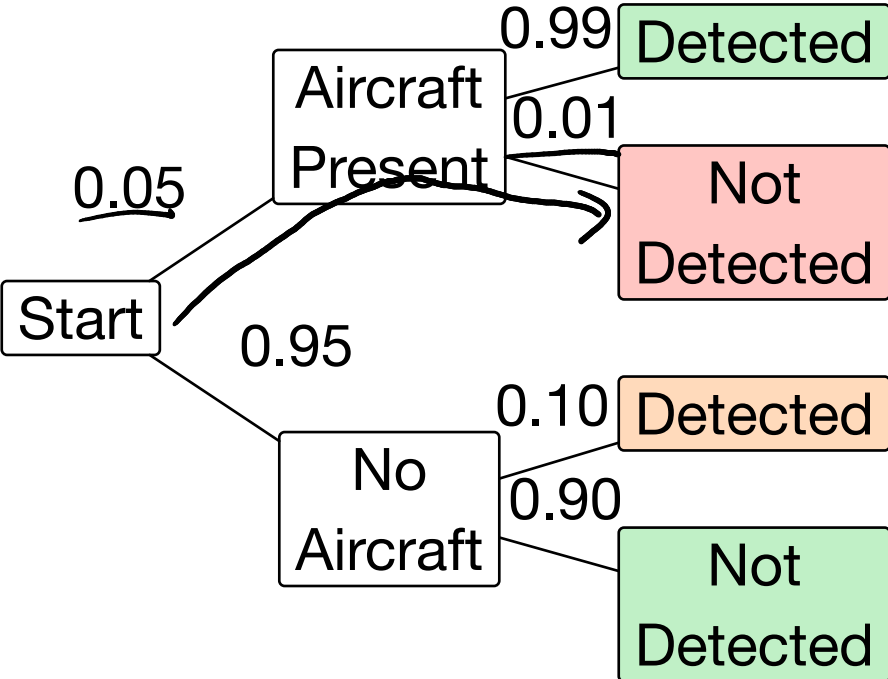 0.99
Detected
Aircraft
Present
0.01
Not
Detected
0.05
Start
0.95
0.10
Detected
No
Aircraft
0.90
Not
Detected